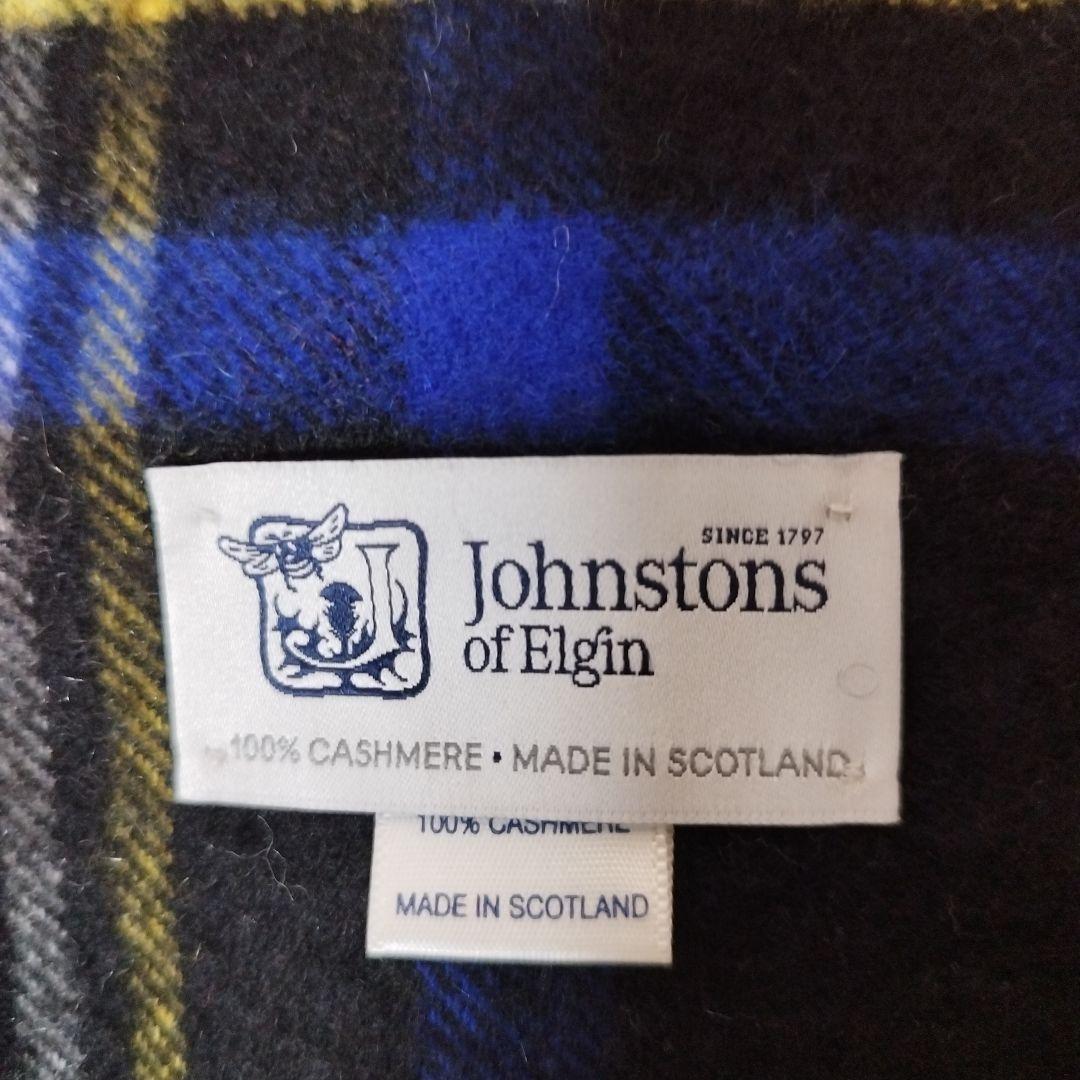 SINCE 1797
Johnstons
of Elgin
100% CASHMERE • MADE IN SCOTLAND
100% CASHMERE
MADE IN SCOTLAND